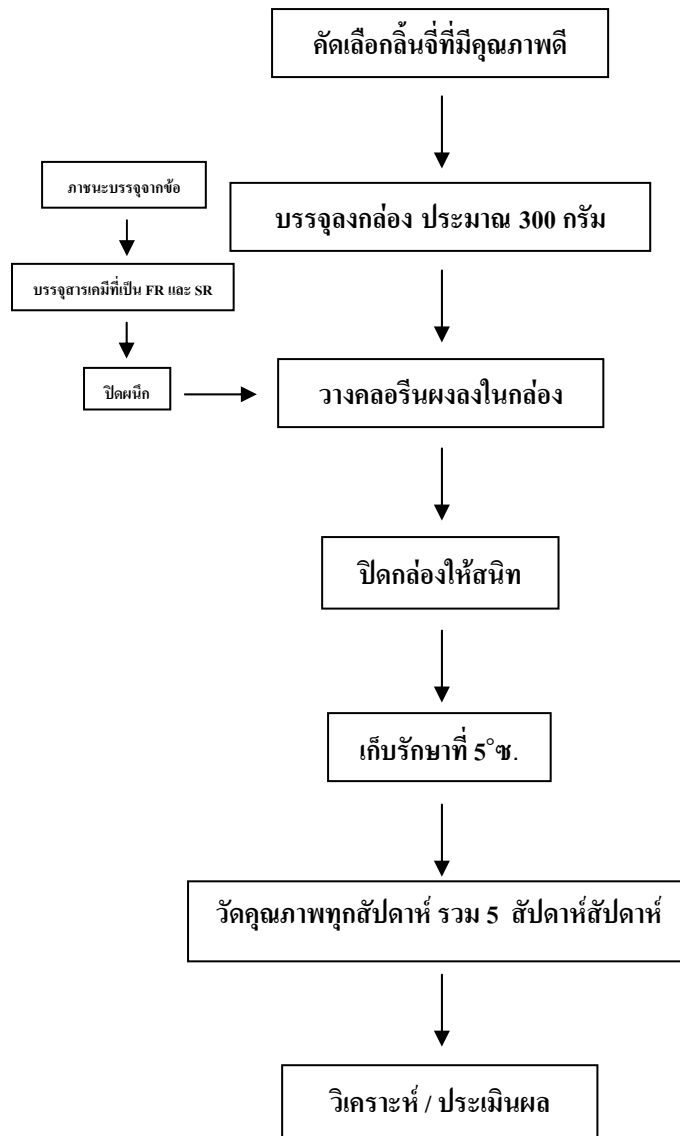 คัดเลือกลิ้นจี่ที่มีคุณภาพดี
ภาชนะบรรจุจากข้อ
บรรจุลงกล่อง ประมาณ 300 กรัม
บรรจุสารเคมีที่เป็น FR และ SR
ปิดผนึก
วางคลอรีนผงลงในกล่อง
ปิดกล่องให้สนิท
เก็บรักษาที่ 5°ซ.
วัดคุณภาพทุกสัปดาห์ รวม 5 สัปดาห์สัปดาห์
วิเคราะห์ / ประเมินผล